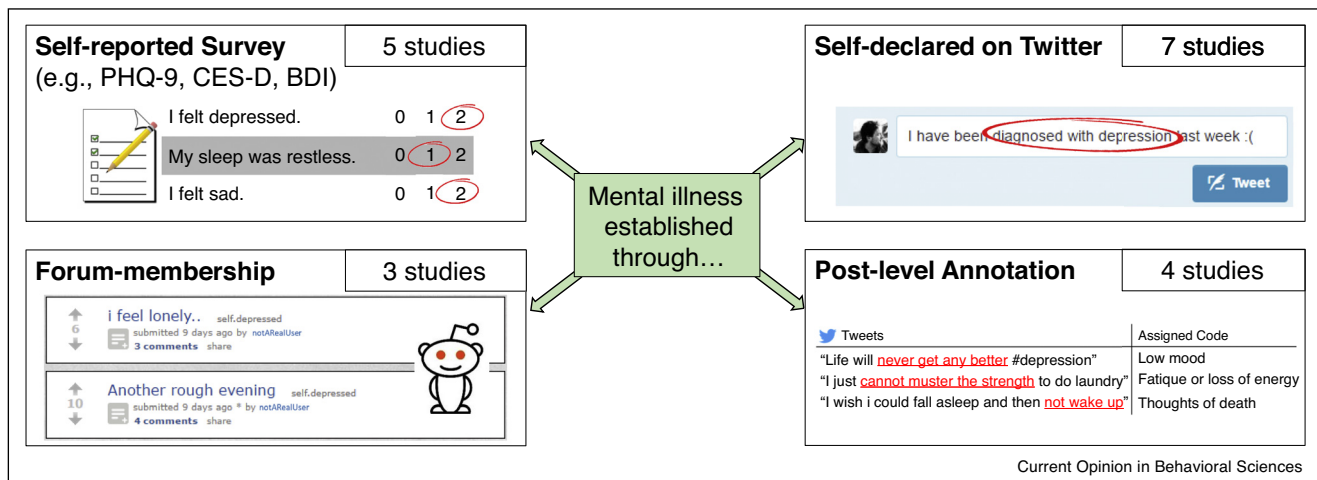 Self-reported Survey
5 studies
(e.g., PHQ-9, CES-D, BDI)
I felt depressed. 0 1 2
My sleep was restless. 0 1 2
I felt sad. 0 1 2
Self-declared on Twitter
7 studies
I have been diagnosed with depression last week :(
Tweet
Mental illness
established
through…
Forum-membership
3 studies
6
i feel lonely.. self.depressed
submitted 9 days ago by notARealUser
3 comments share
10
Another rough evening self.depressed
submitted 9 days ago * by notARealUser
4 comments share
Post-level Annotation
4 studies
Tweets Assigned Code
“Life will never get any better #depression” Low mood
“I just cannot muster the strength to do laundry” Fatique or loss of energy
“I wish i could fall asleep and then not wake up” Thoughts of death
Current Opinion in Behavioral Sciences